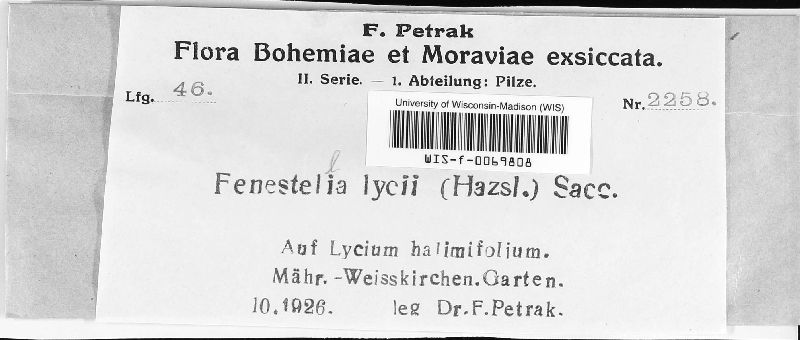 F. Petrak
Flora Bohemiae et Moraviae exsiccata.
II. Serie. — 1. Abteilung: Pilze.
Lfg. 46.
Nr. 2258.
University of Wisconsin-Madison (WIS)
WIS-f-0069808
l
Fenestelia lycii (Hazsl.) Sacc.
Auf Lycium halimifolium.
Mähr.-Weisskirchen.Garten.
10.1926. leg Dr.F.Petrak.